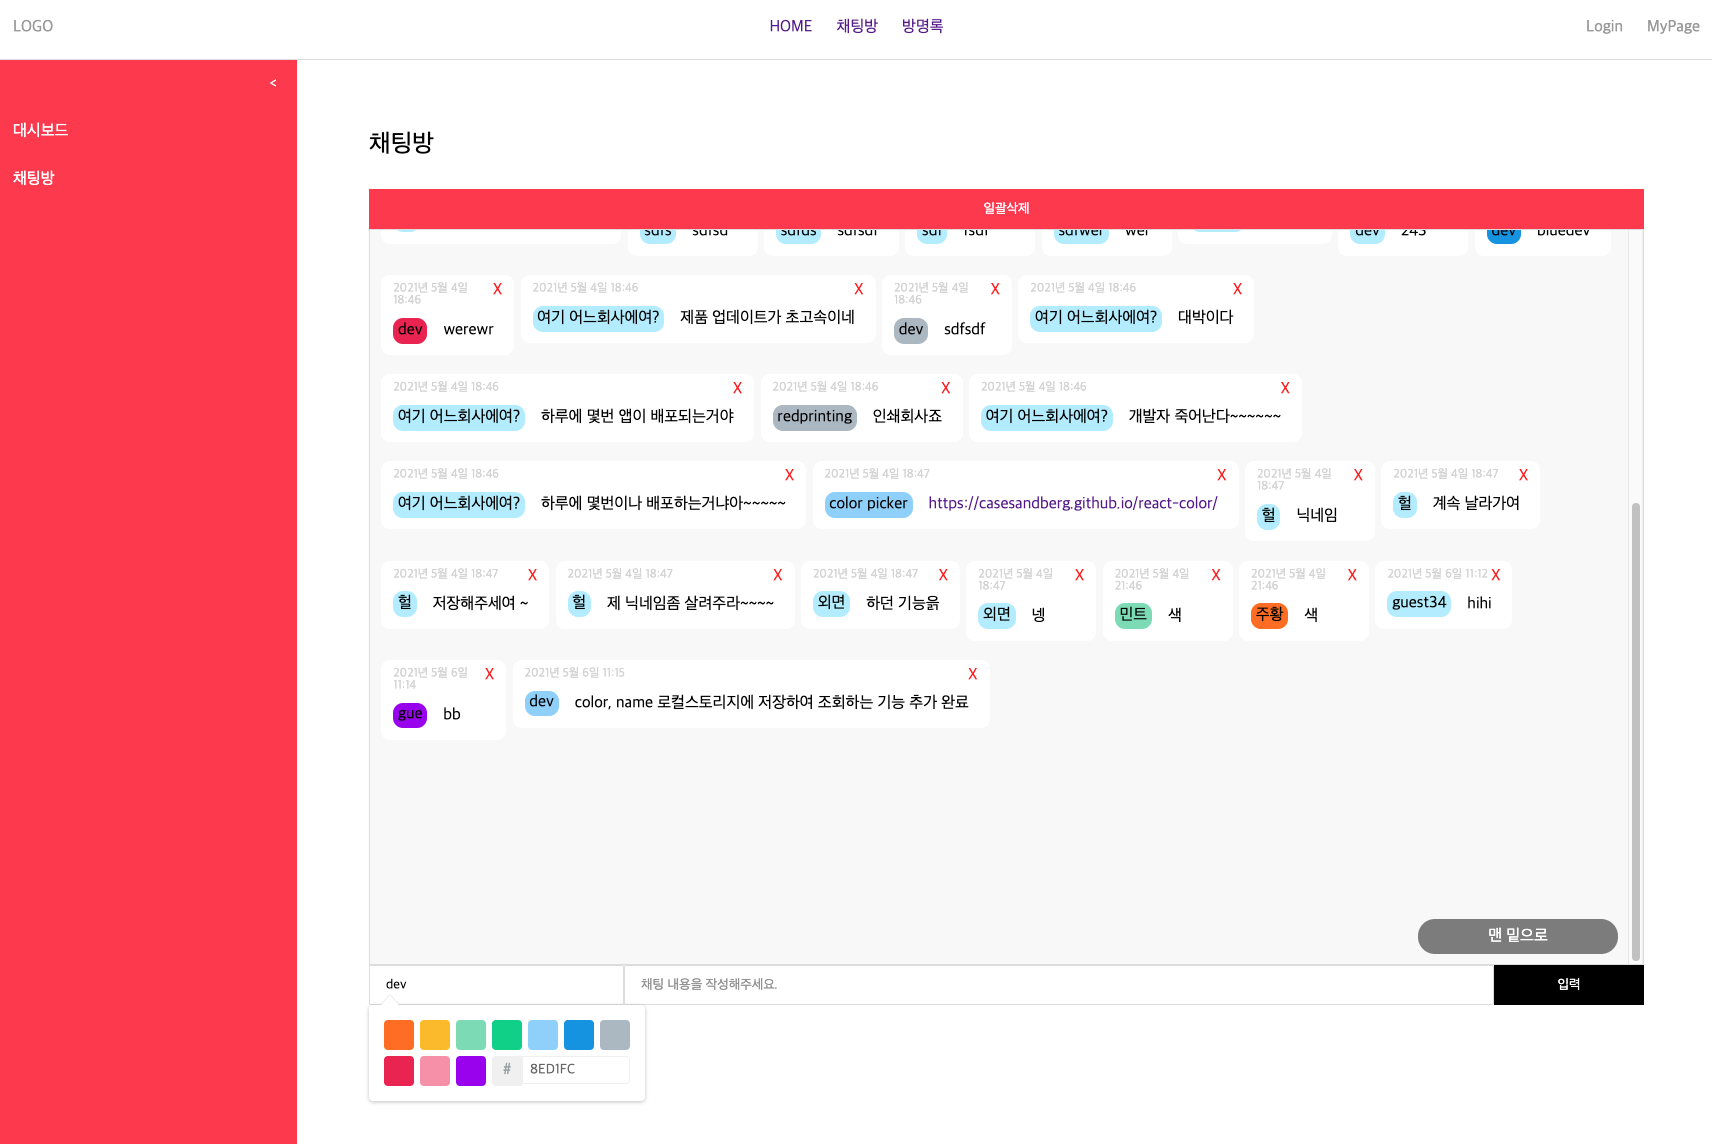 LOGO
HOME 채팅방 방명록
Login MyPage
<
대시보드
채팅방
채팅방
일괄삭제
sdfs sdfsd
sdfds sdfsdf
sdf fsdf
sdfwer wer
dev 243
dev bluedev
2021년 5월 4일
18:46
X
dev werewr
2021년 5월 4일 18:46 X
여기 어느회사에여? 제품 업데이트가 초고속이네
2021년 5월 4일
18:46
X
dev sdfsdf
2021년 5월 4일 18:46 X
여기 어느회사에여? 대박이다
2021년 5월 4일 18:46 X
여기 어느회사에여? 하루에 몇번 앱이 배포되는거야
2021년 5월 4일 18:46 X
redprinting 인쇄회사죠
2021년 5월 4일 18:46 X
여기 어느회사에여? 개발자 죽어난다~~~~~~
2021년 5월 4일 18:46 X
여기 어느회사에여? 하루에 몇번이나 배포하는거냐아~~~~~
2021년 5월 4일 18:47 X
color picker https://casesandberg.github.io/react-color/
2021년 5월 4일
18:47
X
헐 닉네임
2021년 5월 4일 18:47 X
헐 계속 날라가여
2021년 5월 4일 18:47 X
헐 저장해주세여 ~
2021년 5월 4일 18:47 X
헐 제 닉네임좀 살려주라~~~~
2021년 5월 4일 18:47 X
외면 하던 기능읅
2021년 5월 4일
18:47
X
외면 넹
2021년 5월 4일
21:46
X
민트 색
2021년 5월 4일
21:46
X
주황 색
2021년 5월 6일 11:12 X
guest34 hihi
2021년 5월 6일
11:14
X
gue bb
2021년 5월 6일 11:15 X
dev color, name 로컬스토리지에 저장하여 조회하는 기능 추가 완료
맨 밑으로
dev
채팅 내용을 작성해주세요.
입력
# 8ED1FC